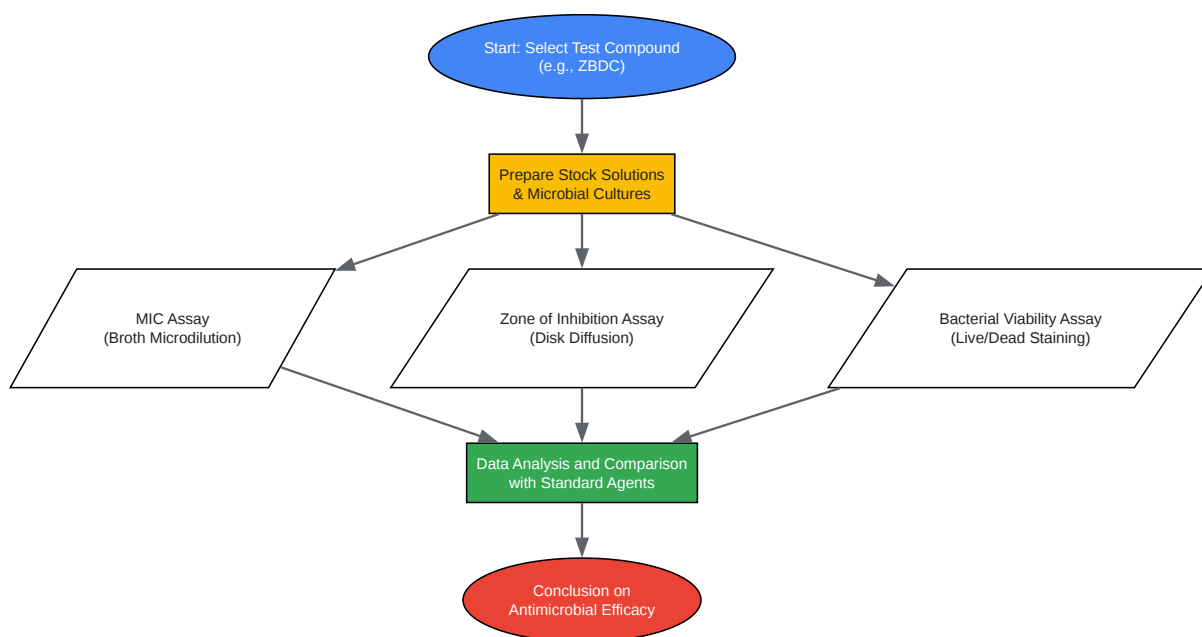 Start: Select Test Compound
(e.g., ZBDC)
Prepare Stock Solutions
& Microbial Cultures
MIC Assay
(Broth Microdilution)
Zone of Inhibition Assay
(Disk Diffusion)
Bacterial Viability Assay
(Live/Dead Staining)
Data Analysis and Comparison
with Standard Agents
Conclusion on
Antimicrobial Efficacy